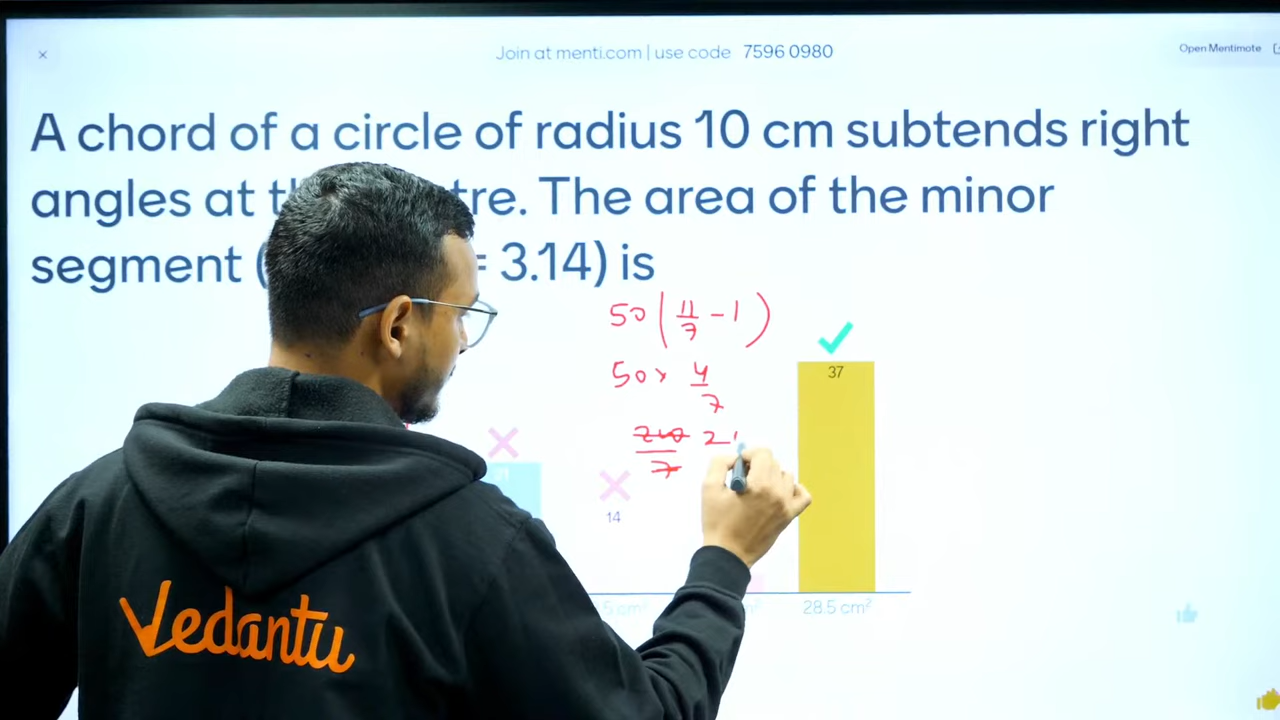 Join at menti.com | use code 7596 0980
Open Mentimote
A chord of a circle of radius 10 cm subtends right
angles at tre. The area of the minor
segment ( = 3.14) is
50 ( 11/7 - 1 )
50 × 4/7
7
37
14
28.5 cm²
Vedantu